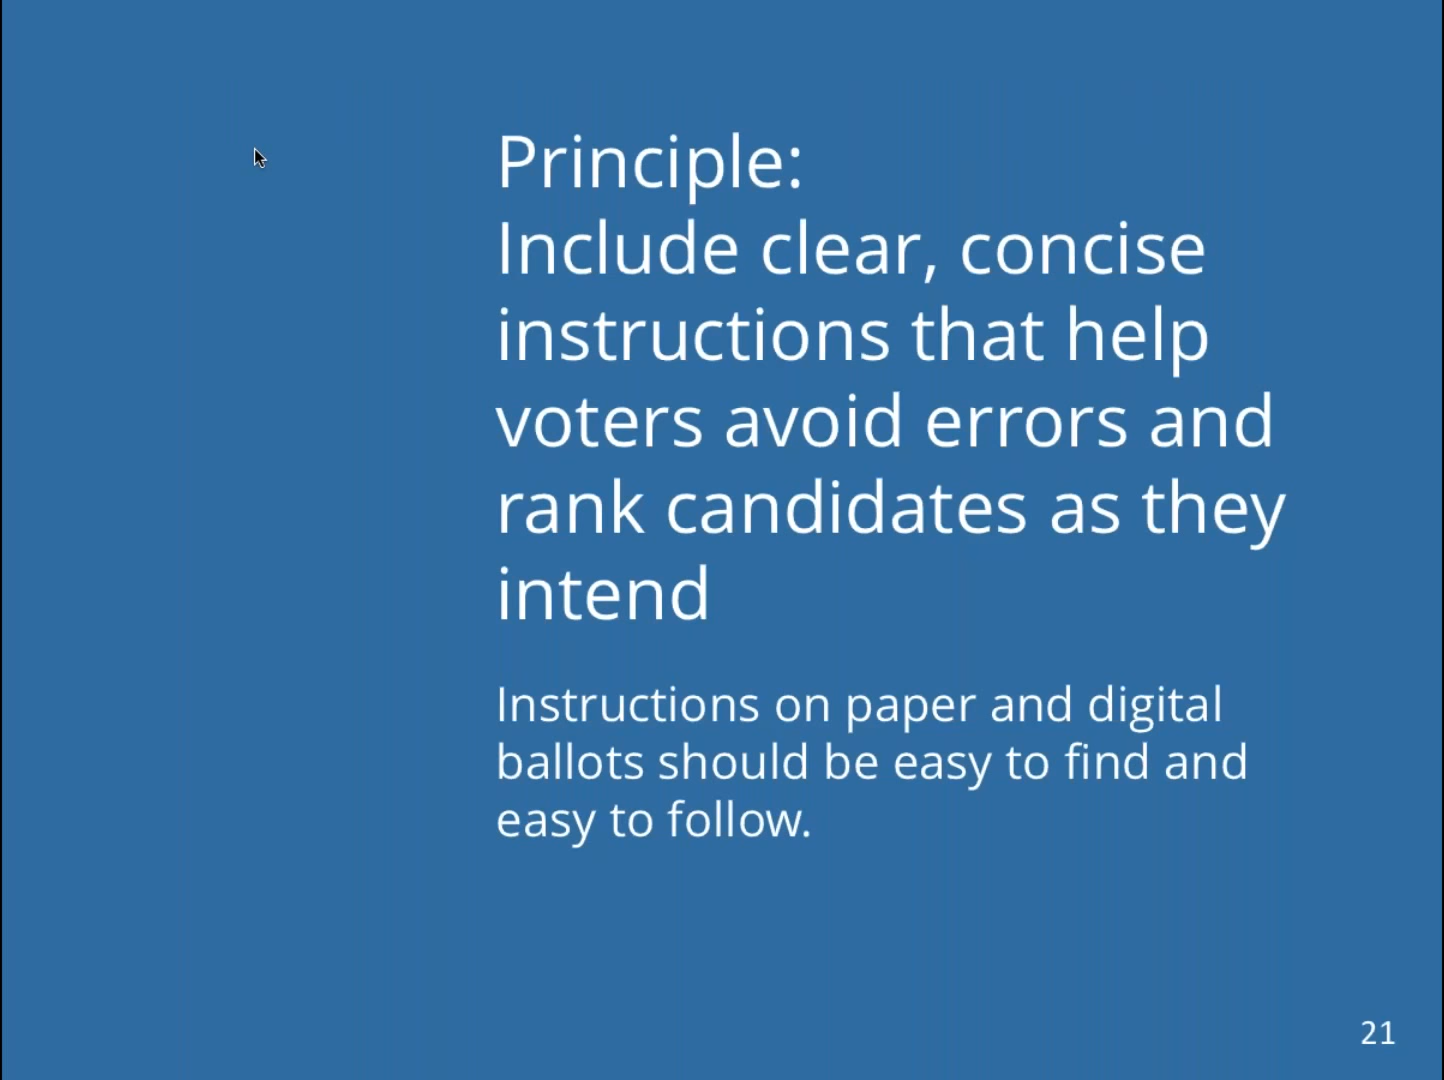 Principle:
Include clear, concise
instructions that help
voters avoid errors and
rank candidates as they
intend
Instructions on paper and digital
ballots should be easy to find and
easy to follow.
21